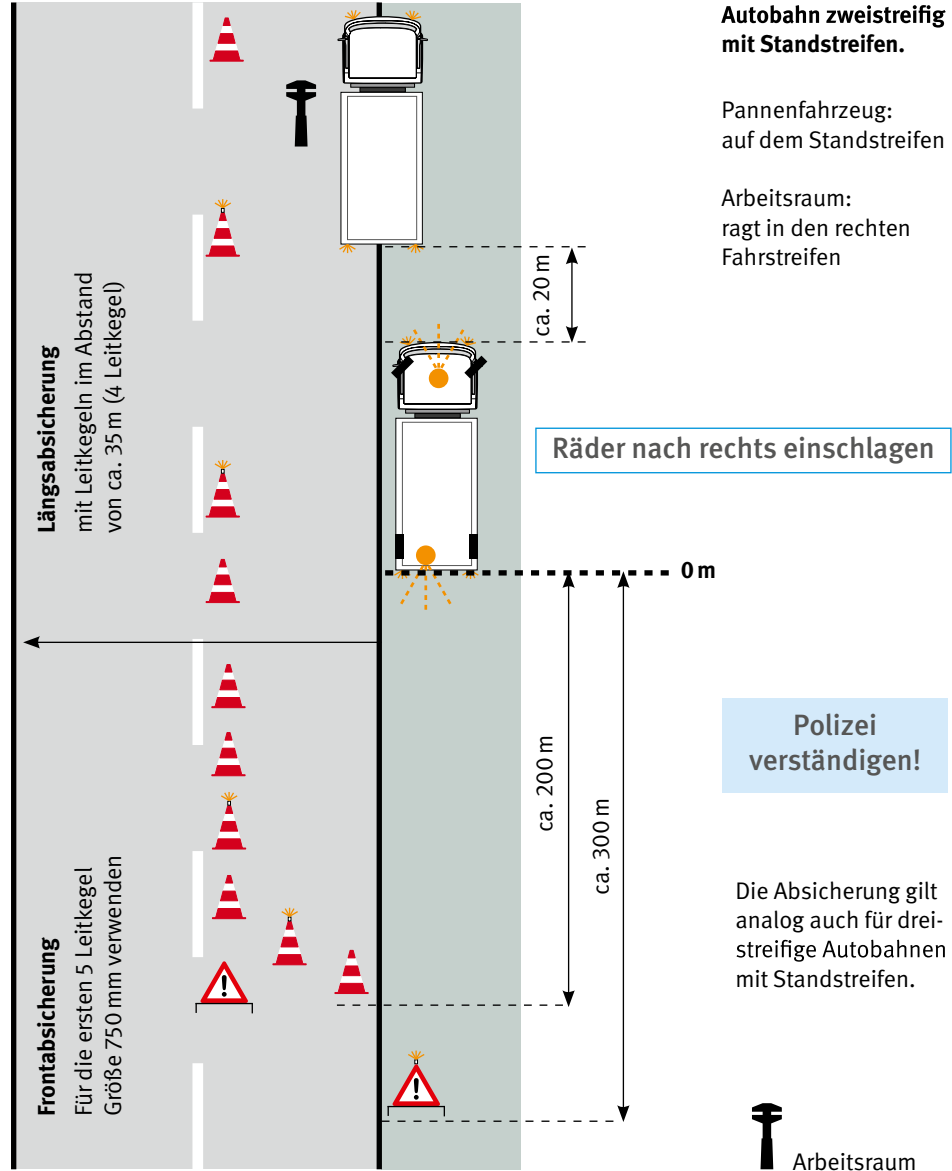 Autobahn zweistreifig
mit Standstreifen.
Pannenfahrzeug:
auf dem Standstreifen
Arbeitsraum:
ragt in den rechten
Fahrstreifen
ca. 20 m
Längsabsicherung
mit Leitkegeln im Abstand
von ca. 35 m (4 Leitkegel)
Räder nach rechts einschlagen
0 m
Polizei
verständigen!
ca. 200 m
ca. 300 m
Frontabsicherung
Für die ersten 5 Leitkegel
Größe 750 mm verwenden
Die Absicherung gilt
analog auch für drei-
streifige Autobahnen
mit Standstreifen.
Arbeitsraum